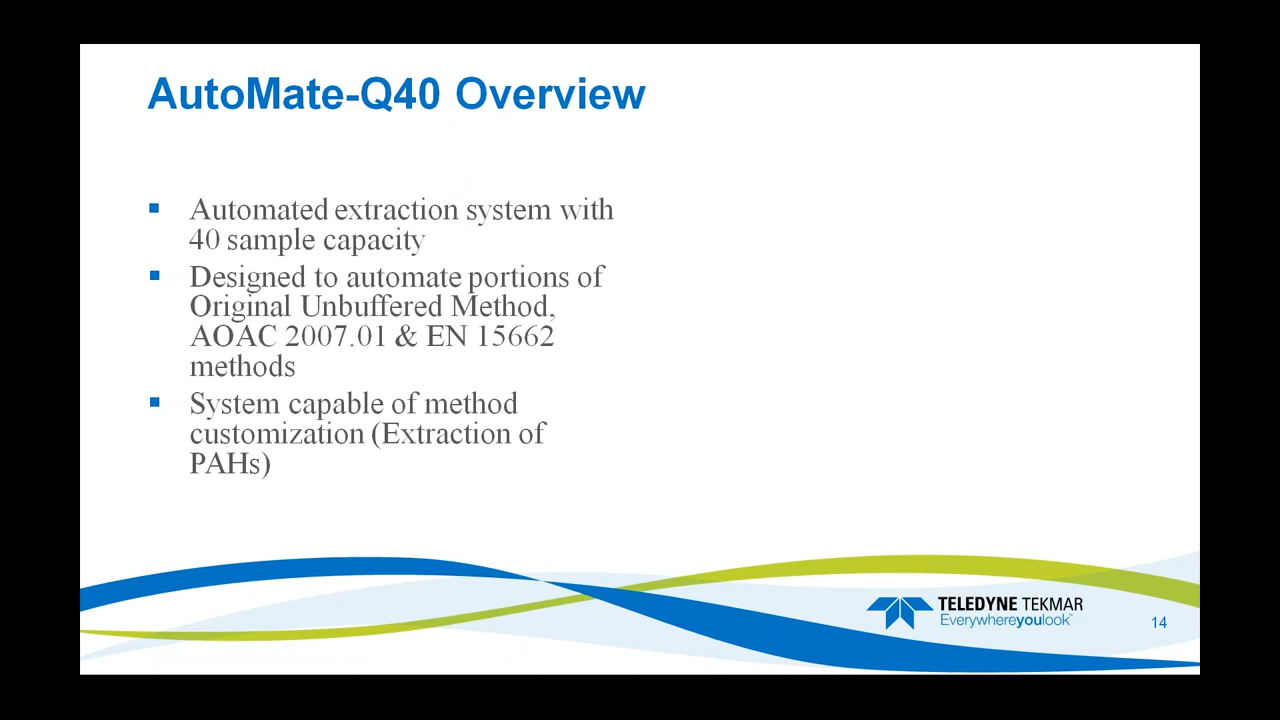 AutoMate-Q40 Overview
▪ Automated extraction system with
40 sample capacity
▪ Designed to automate portions of
Original Unbuffered Method,
AOAC 2007.01 & EN 15662
methods
▪ System capable of method
customization (Extraction of
PAHs)
TELEDYNE TEKMAR
Everywhereyoulook™
14